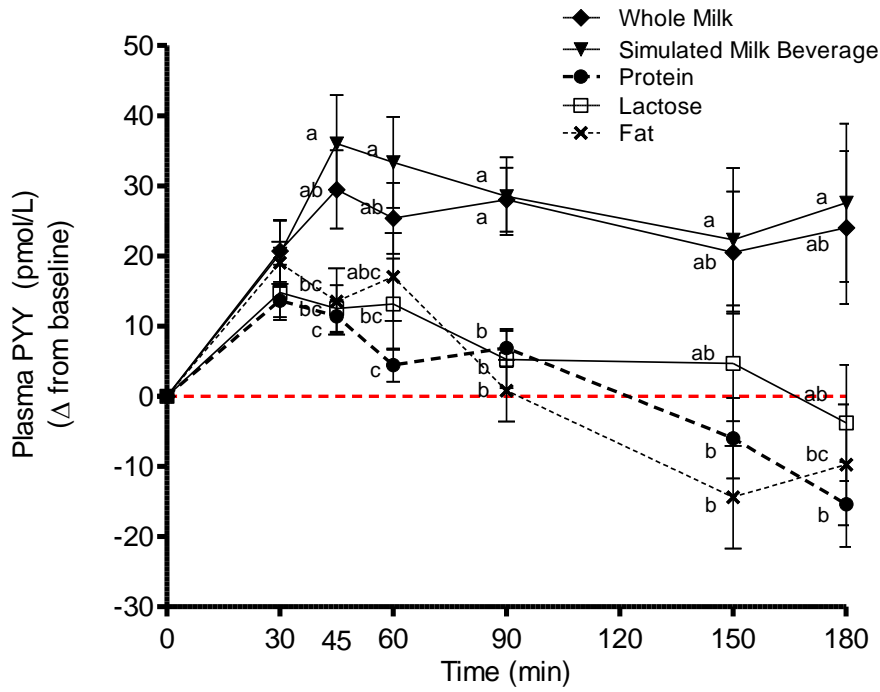 Whole Milk
Simulated Milk Beverage
Protein
Lactose
Fat
Plasma PYY (pmol/L)
(Δ from baseline)
50
40
30
20
10
0
-10
-20
-30
a
a
ab
ab
a
a
a
ab
a
ab
bc
bc
c
abc
bc
c
b
b
b
ab
b
b
ab
bc
b
0
30
45
60
90
120
150
180
Time (min)